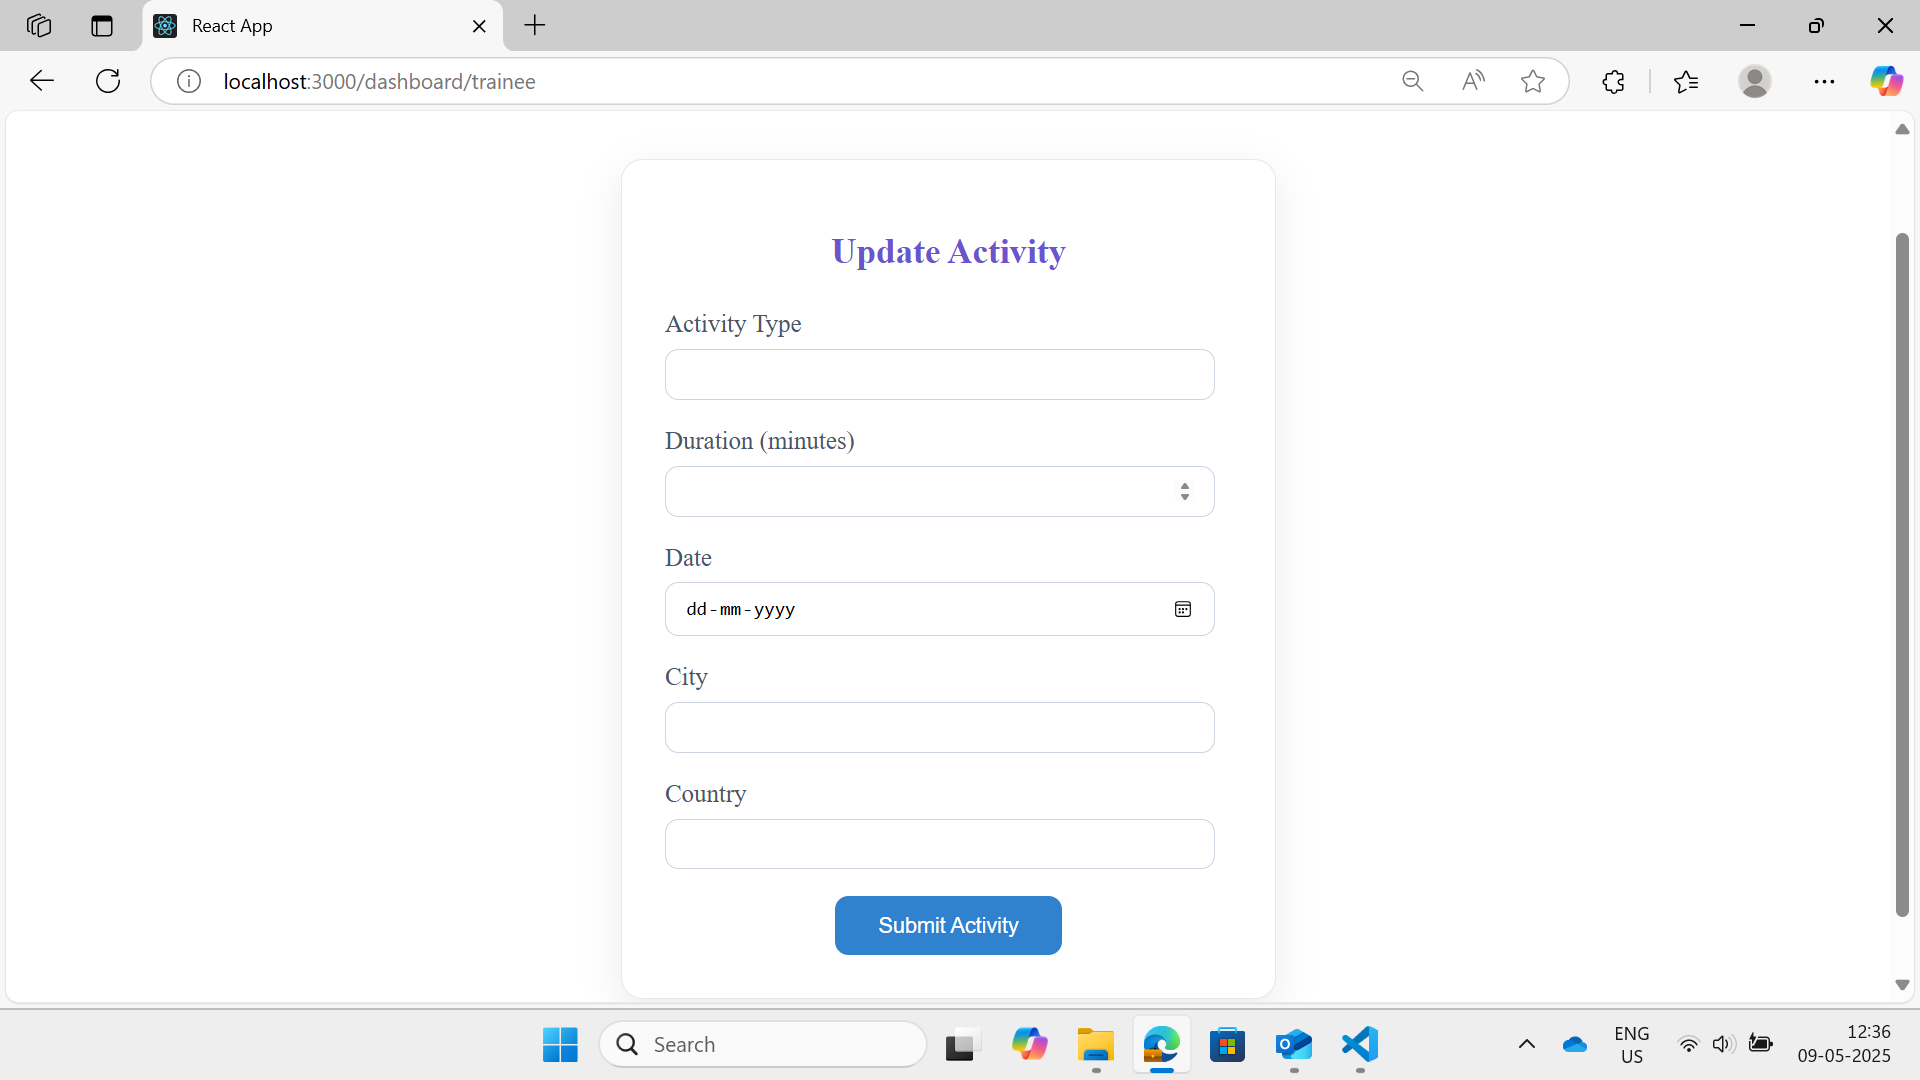 React App
localhost:3000/dashboard/trainee
Update Activity
Activity Type
Duration (minutes)
Date
dd-mm-yyyy
City
Country
Submit Activity
Search
ENG
US
12:36
09-05-2025